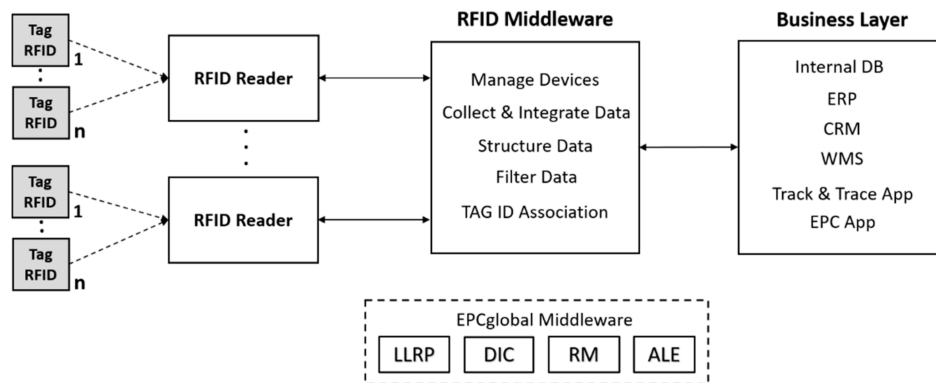 RFID Middleware
Business Layer
Tag
RFID
1
Tag
RFID
n
RFID Reader
Tag
RFID
1
Tag
RFID
n
RFID Reader
Manage Devices
Collect & Integrate Data
Structure Data
Filter Data
TAG ID Association
Internal DB
ERP
CRM
WMS
Track & Trace App
EPC App
EPCglobal Middleware
LLRP
DIC
RM
ALE